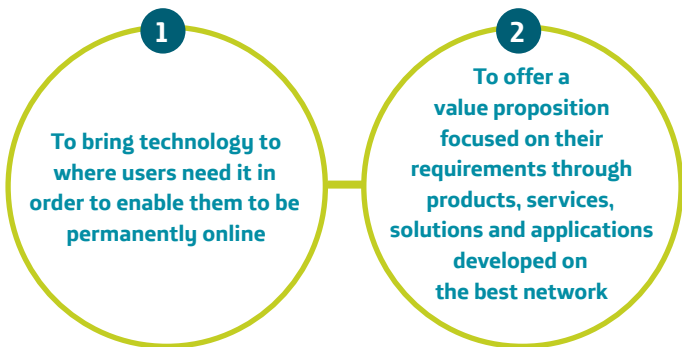 1
To bring technology to
where users need it in
order to enable them to be
permanently online
2
To offer a
value proposition
focused on their
requirements through
products, services,
solutions and applications
developed on
the best network